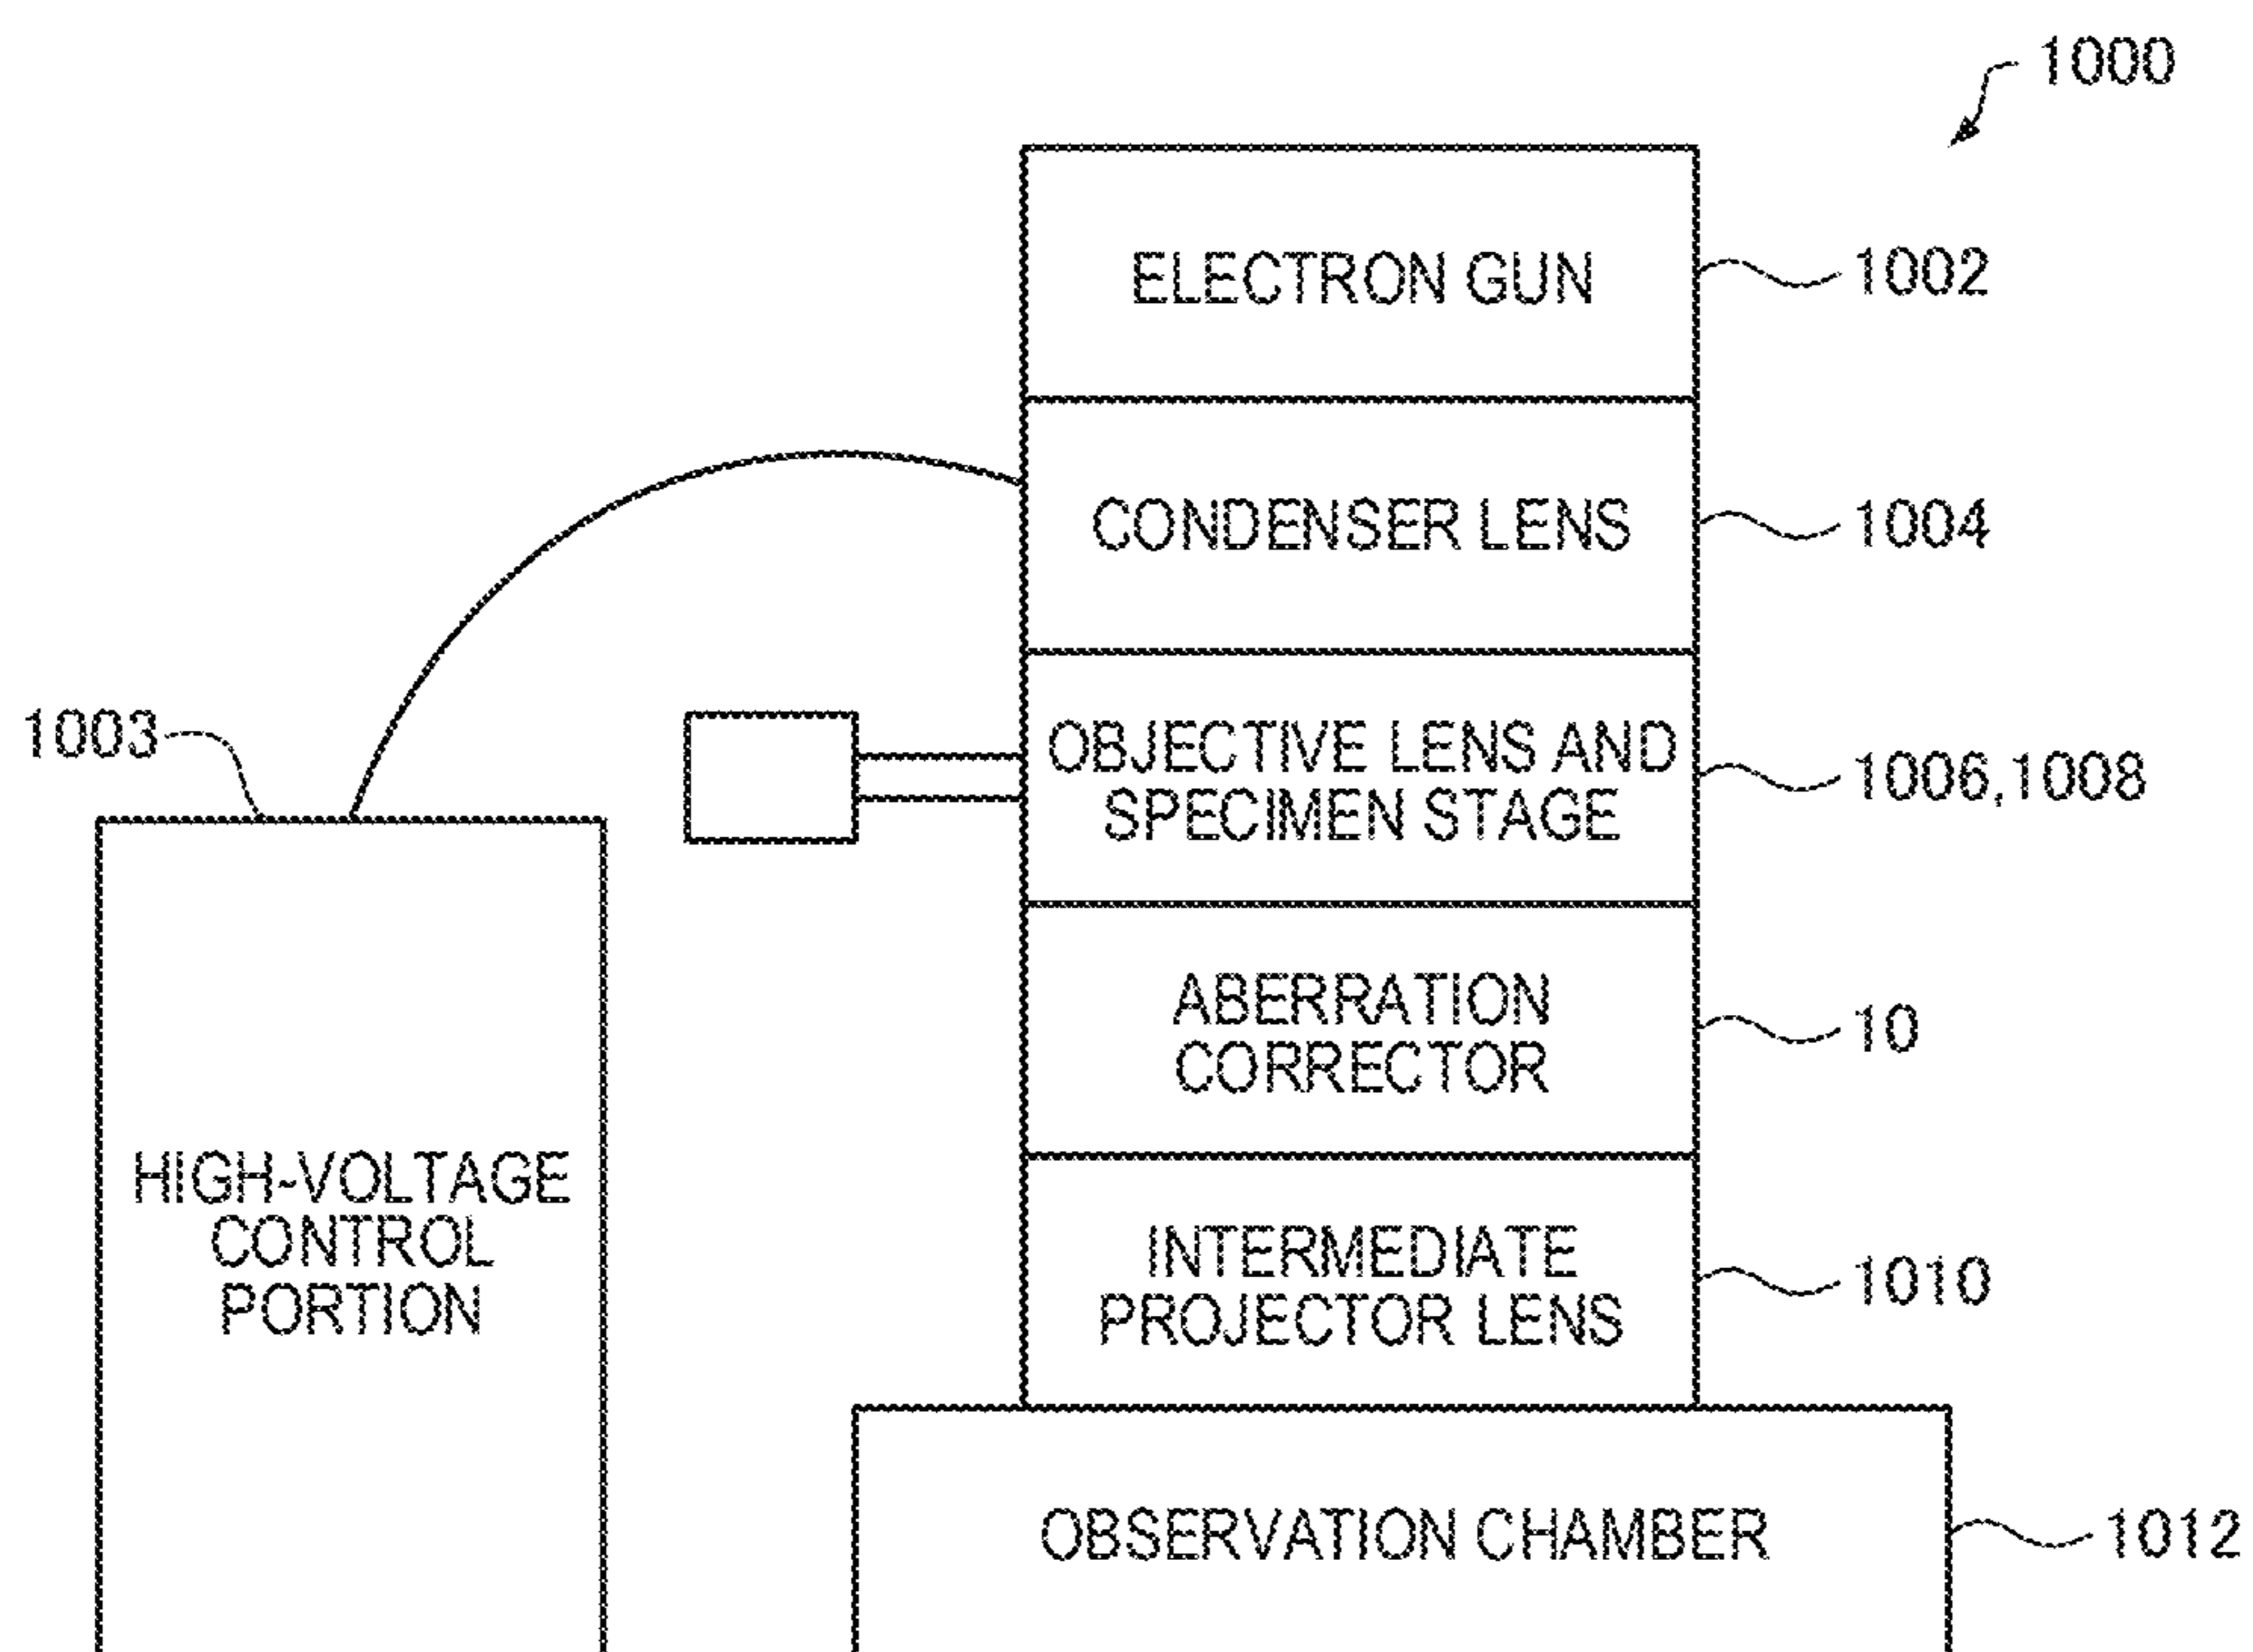 1000
ELECTRON GUN
1002
CONDENSER LENS
1004
1003
OBJECTIVE LENS AND
SPECIMEN STAGE
1006,1008
ABERRATION
CORRECTOR
10
HIGH-VOLTAGE
CONTROL
PORTION
INTERMEDIATE
PROJECTOR LENS
1010
OBSERVATION CHAMBER
1012